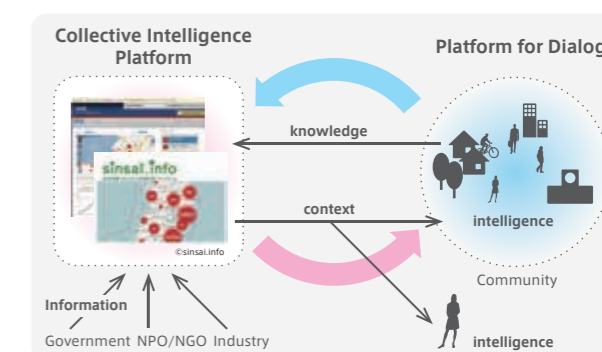 Collective Intelligence
Platform
Platform for Dialog
knowledge
sinsai.info
context
©sinsai.info
intelligence
Community
Information
Government NPO/NGO Industry
intelligence